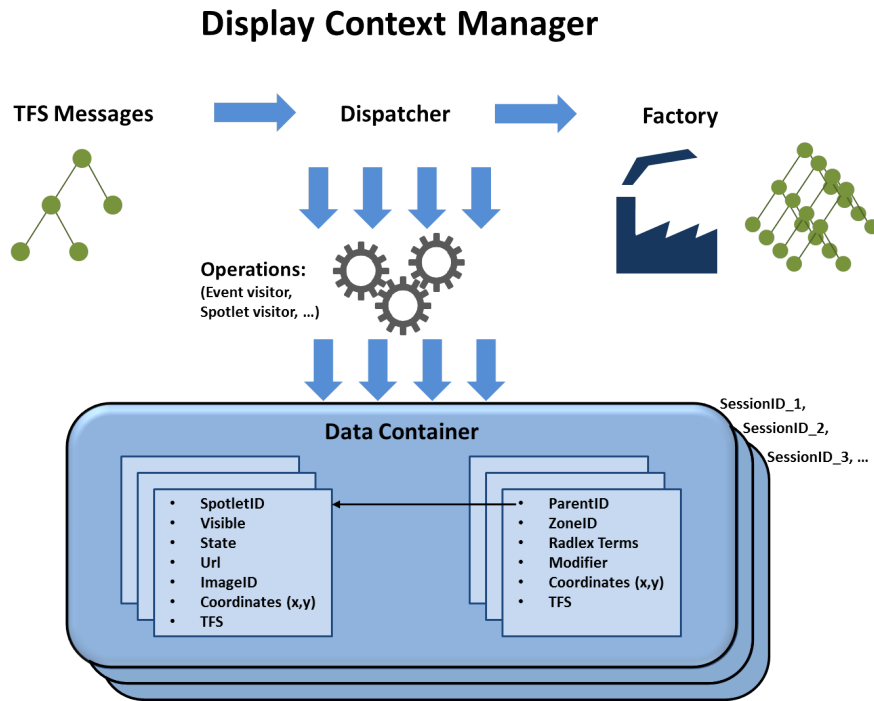 Display Context Manager
TFS Messages
Dispatcher
Factory
Operations:
(Event visitor,
Spotlet visitor, ...)
SessionID_1,
SessionID_2,
SessionID_3, ...
Data Container
• SpotletID
• Visible
• State
• Url
• ImageID
• Coordinates (x,y)
• TFS
• ParentID
• ZoneID
• Radlex Terms
• Modifier
• Coordinates (x,y)
• TFS